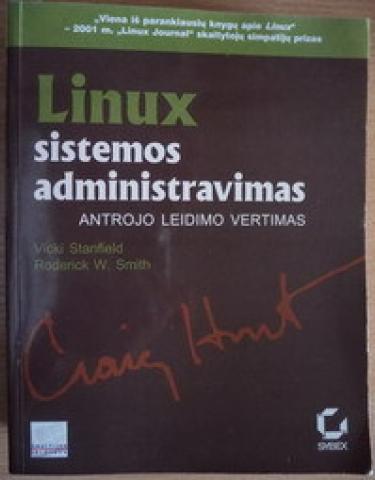 „Viena iš parankiausių knygų apie Linux“
– 2001 m. „Linux Journal“ skaitytojų simpatijų prizas
Linux
sistemos
administravimas
ANTROJO LEIDIMO VERTIMAS
Vicki Stanfield
Roderick W. Smith
Craig Hunt
SYBEX